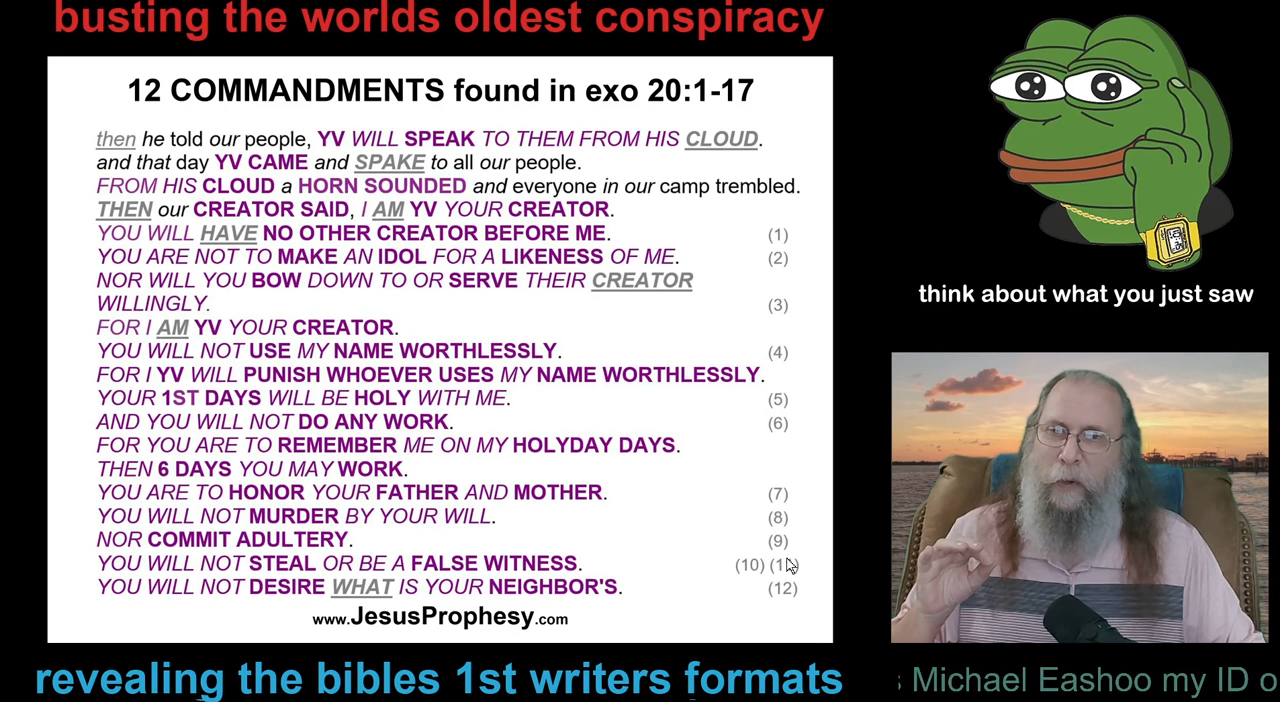 busting the worlds oldest conspiracy
12 COMMANDMENTS found in exo 20:1-17
then he told our people, YV WILL SPEAK TO THEM FROM HIS CLOUD.
and that day YV CAME and SPAKE to all our people.
FROM HIS CLOUD a HORN SOUNDED and everyone in our camp trembled.
THEN our CREATOR SAID, I AM YV YOUR CREATOR.
YOU WILL HAVE NO OTHER CREATOR BEFORE ME. (1)
YOU ARE NOT TO MAKE AN IDOL FOR A LIKENESS OF ME. (2)
NOR WILL YOU BOW DOWN TO OR SERVE THEIR CREATOR
WILLINGLY. (3)
FOR I AM YV YOUR CREATOR.
YOU WILL NOT USE MY NAME WORTHLESSLY. (4)
FOR I YV WILL PUNISH WHOEVER USES MY NAME WORTHLESSLY.
YOUR 1ST DAYS WILL BE HOLY WITH ME. (5)
AND YOU WILL NOT DO ANY WORK. (6)
FOR YOU ARE TO REMEMBER ME ON MY HOLYDAY DAYS.
THEN 6 DAYS YOU MAY WORK.
YOU ARE TO HONOR YOUR FATHER AND MOTHER. (7)
YOU WILL NOT MURDER BY YOUR WILL. (8)
NOR COMMIT ADULTERY. (9)
YOU WILL NOT STEAL OR BE A FALSE WITNESS. (10)
YOU WILL NOT DESIRE WHAT IS YOUR NEIGHBOR'S. (12)
www.JesusProphesy.com
revealing the bibles 1st writers formats
think about what you just saw
Michael Eashoo my ID